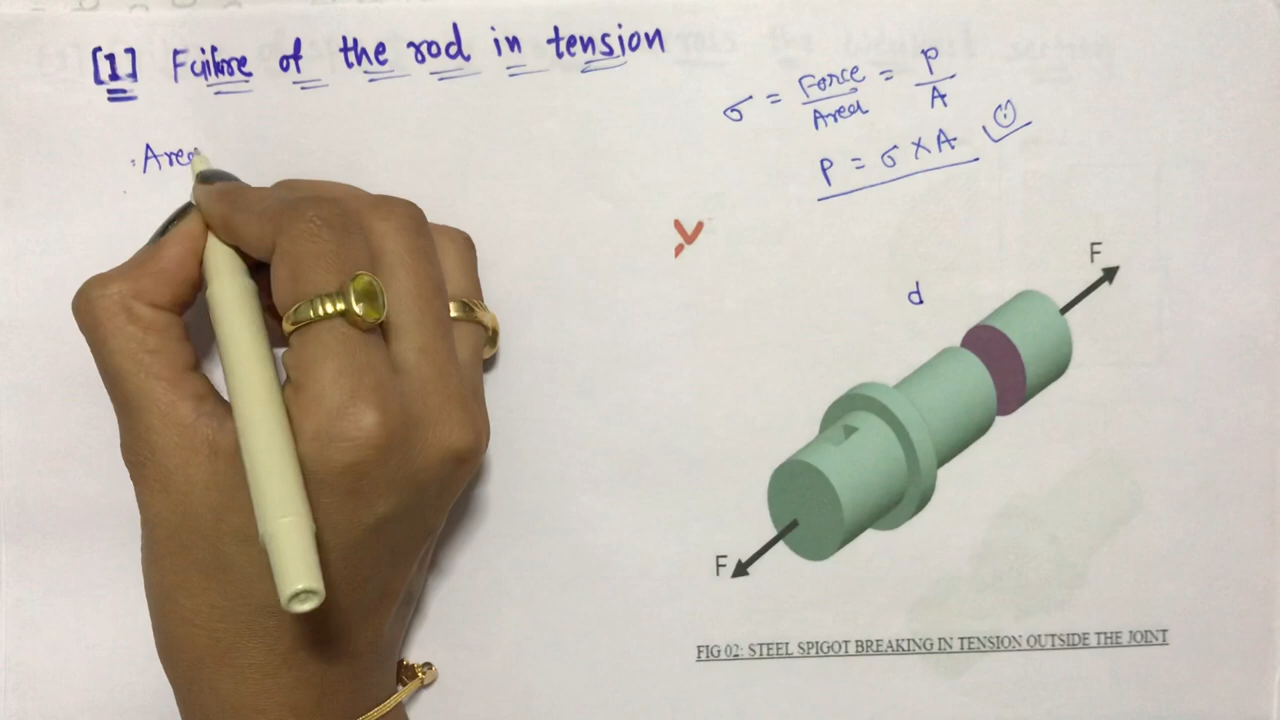 [1] Failure of the rod in tension
σ = Force/Area = P/A
P = σ × A
Area
d
F
F
FIG 02: STEEL SPIGOT BREAKING IN TENSION OUTSIDE THE JOINT